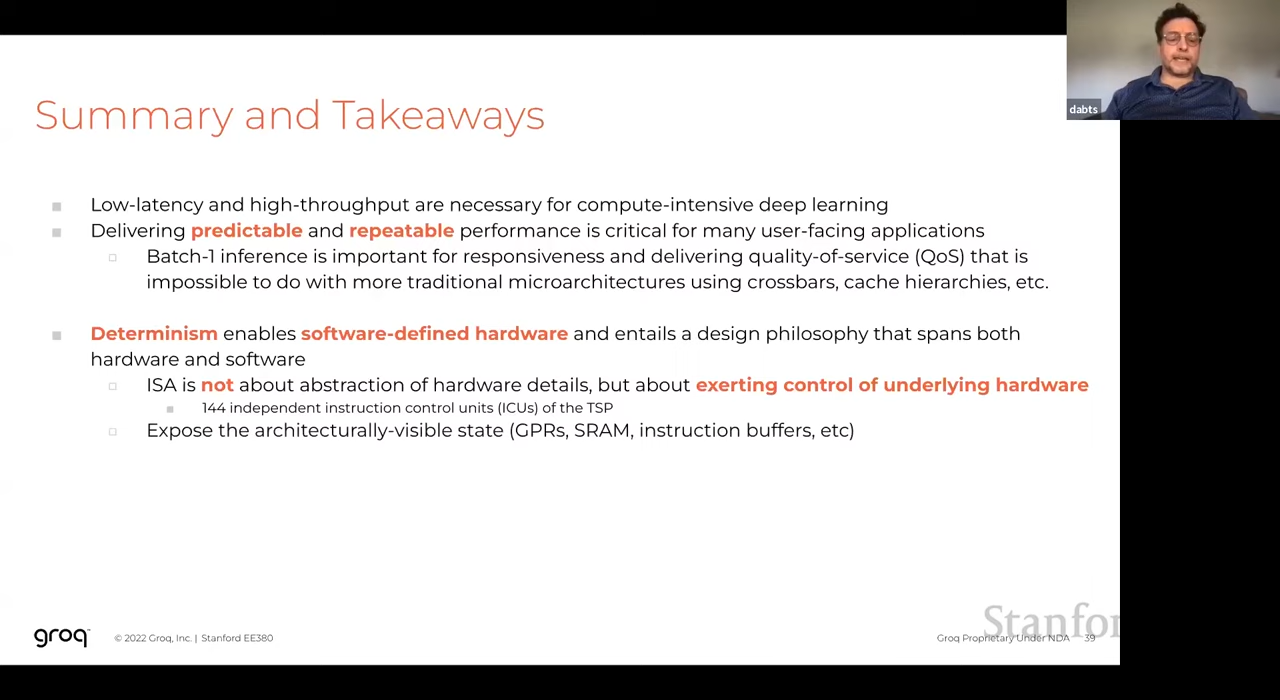 dabts
Summary and Takeaways
Low-latency and high-throughput are necessary for compute-intensive deep learning
Delivering predictable and repeatable performance is critical for many user-facing applications
Batch-1 inference is important for responsiveness and delivering quality-of-service (QoS) that is
impossible to do with more traditional microarchitectures using crossbars, cache hierarchies, etc.
Determinism enables software-defined hardware and entails a design philosophy that spans both
hardware and software
ISA is not about abstraction of hardware details, but about exerting control of underlying hardware
144 independent instruction control units (ICUs) of the TSP
Expose the architecturally-visible state (GPRs, SRAM, instruction buffers, etc)
Stanfor
groq™ © 2022 Groq, Inc. | Stanford EE380 Groq Proprietary Under NDA 39